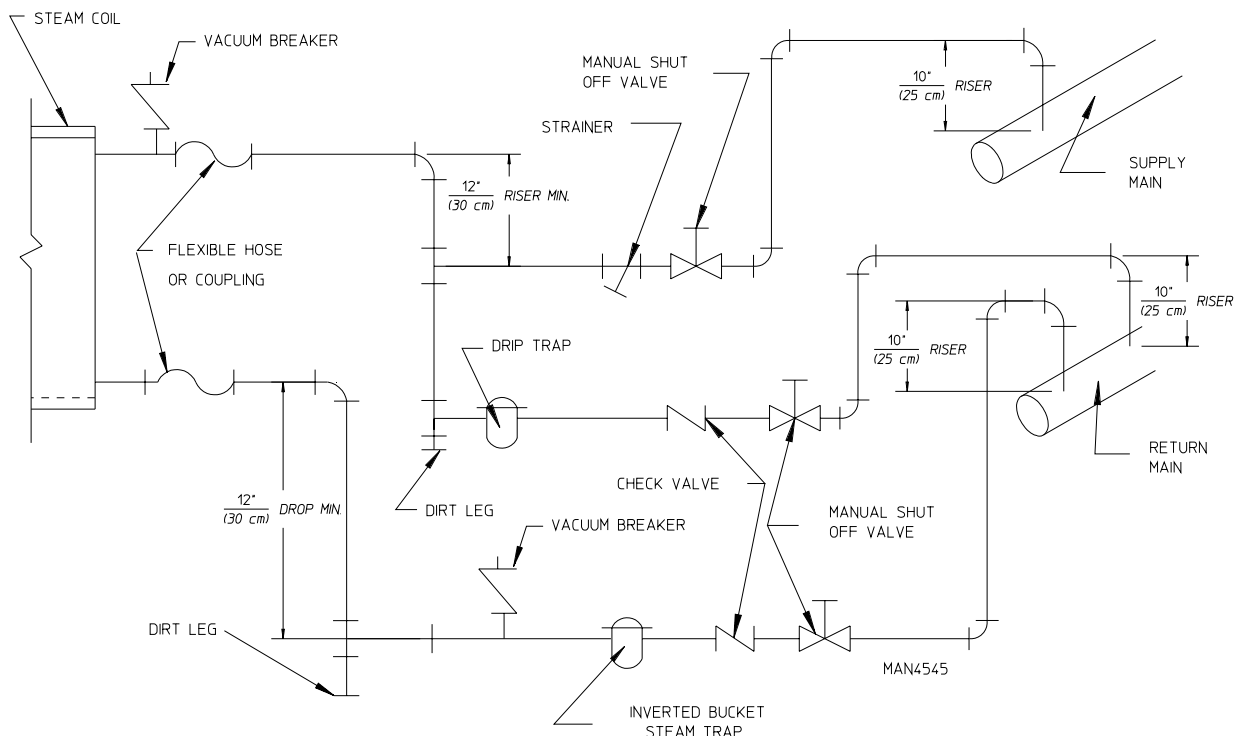 STEAM COIL
VACUUM BREAKER
MANUAL SHUT
OFF VALVE
10"
(25 cm) RISER
STRAINER
SUPPLY
MAIN
12"
(30 cm) RISER MIN.
FLEXIBLE HOSE
OR COUPLING
10"
(25 cm) RISER
10"
(25 cm) RISER
DRIP TRAP
RETURN
MAIN
CHECK VALVE
12"
(30 cm) DROP MIN.
DIRT LEG
MANUAL SHUT
OFF VALVE
VACUUM BREAKER
DIRT LEG
MAN4545
INVERTED BUCKET
STEAM TRAP